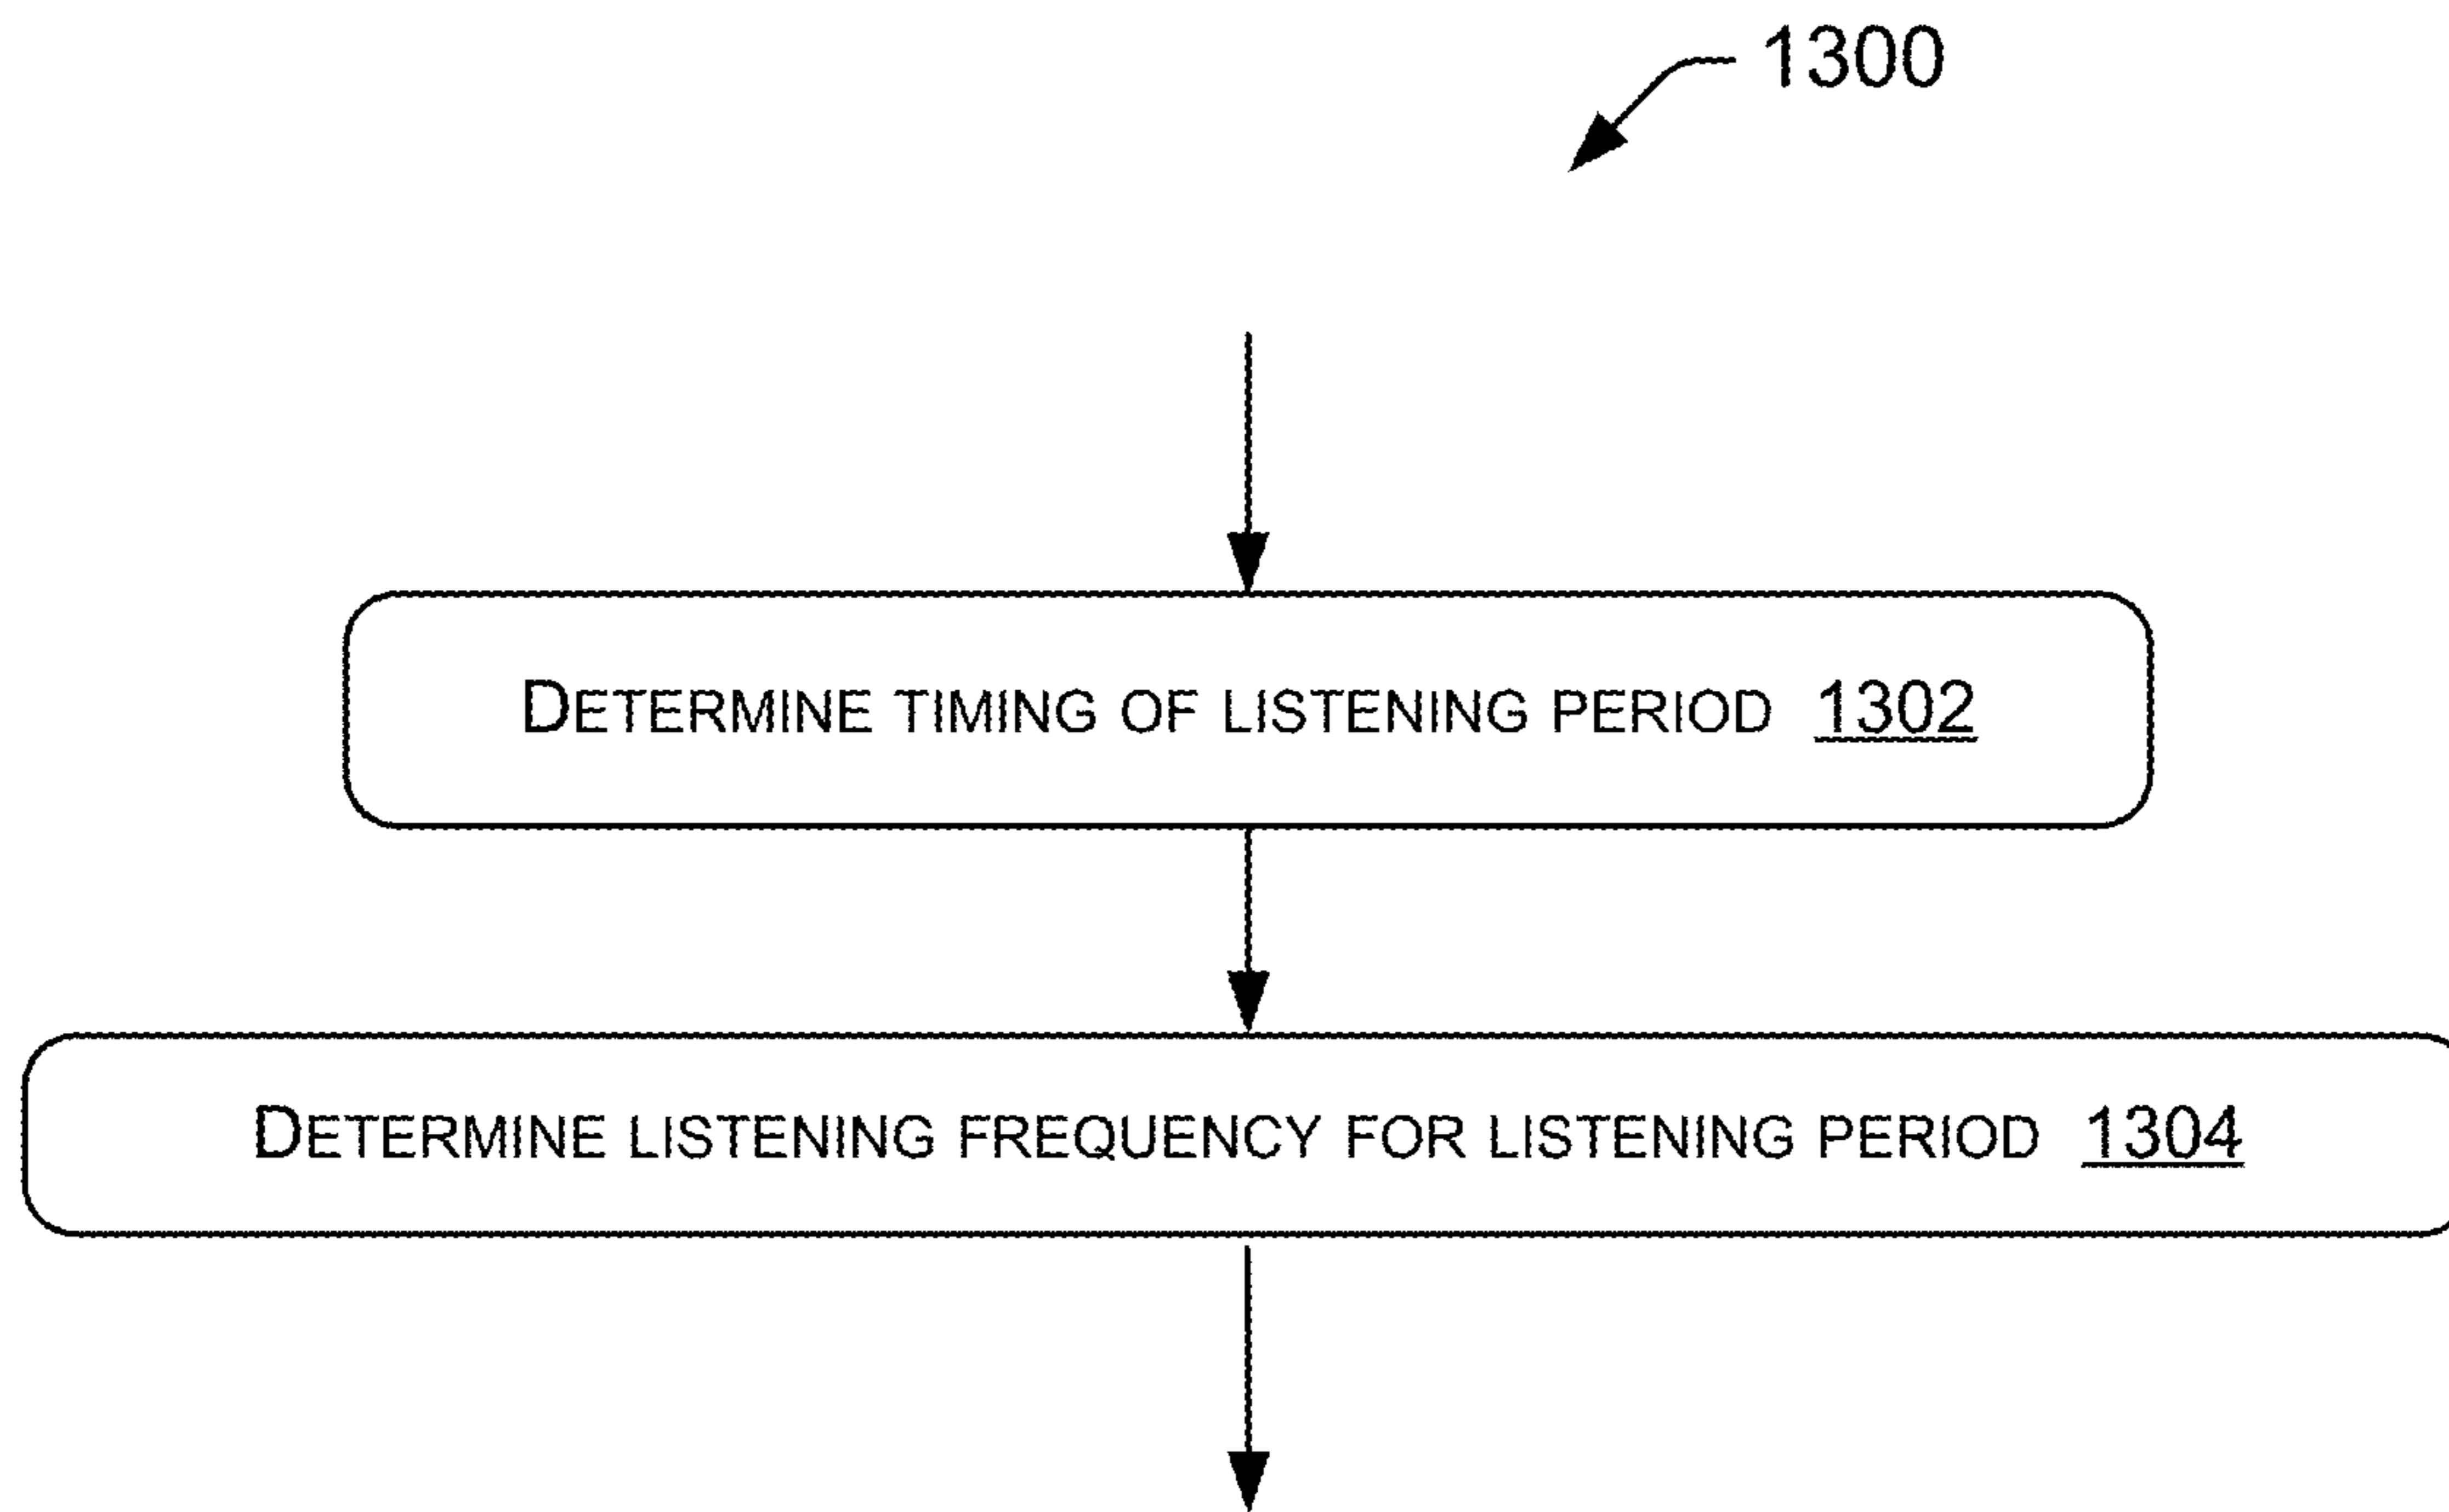 1300
DETERMINE TIMING OF LISTENING PERIOD 1302
DETERMINE LISTENING FREQUENCY FOR LISTENING PERIOD 1304